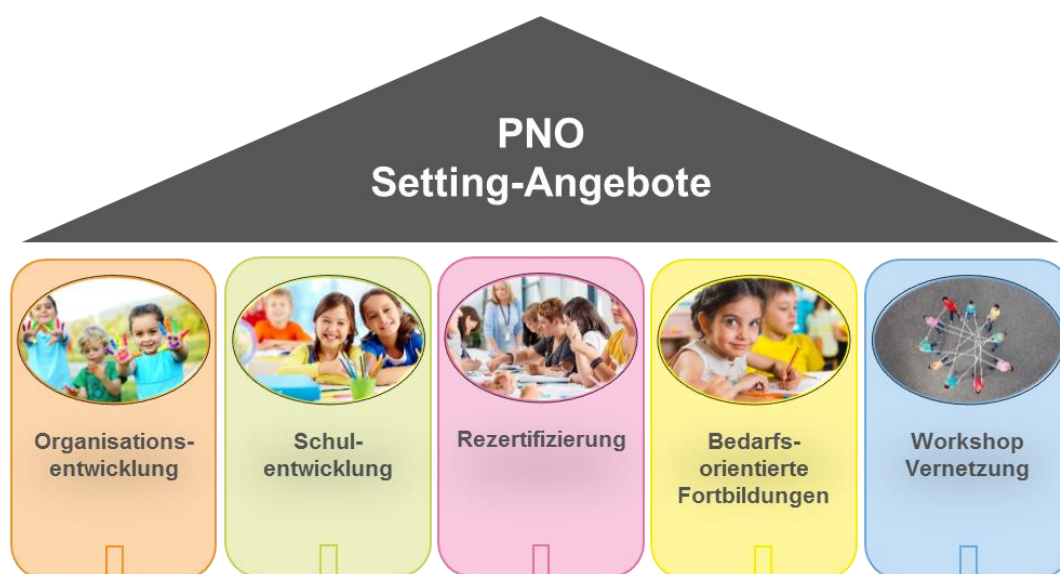 PNO
Setting-Angebote
Organisations-
entwicklung
Schul-
entwicklung
Rezertifizierung
Bedarfs-
orientierte
Fortbildungen
Workshop
Vernetzung